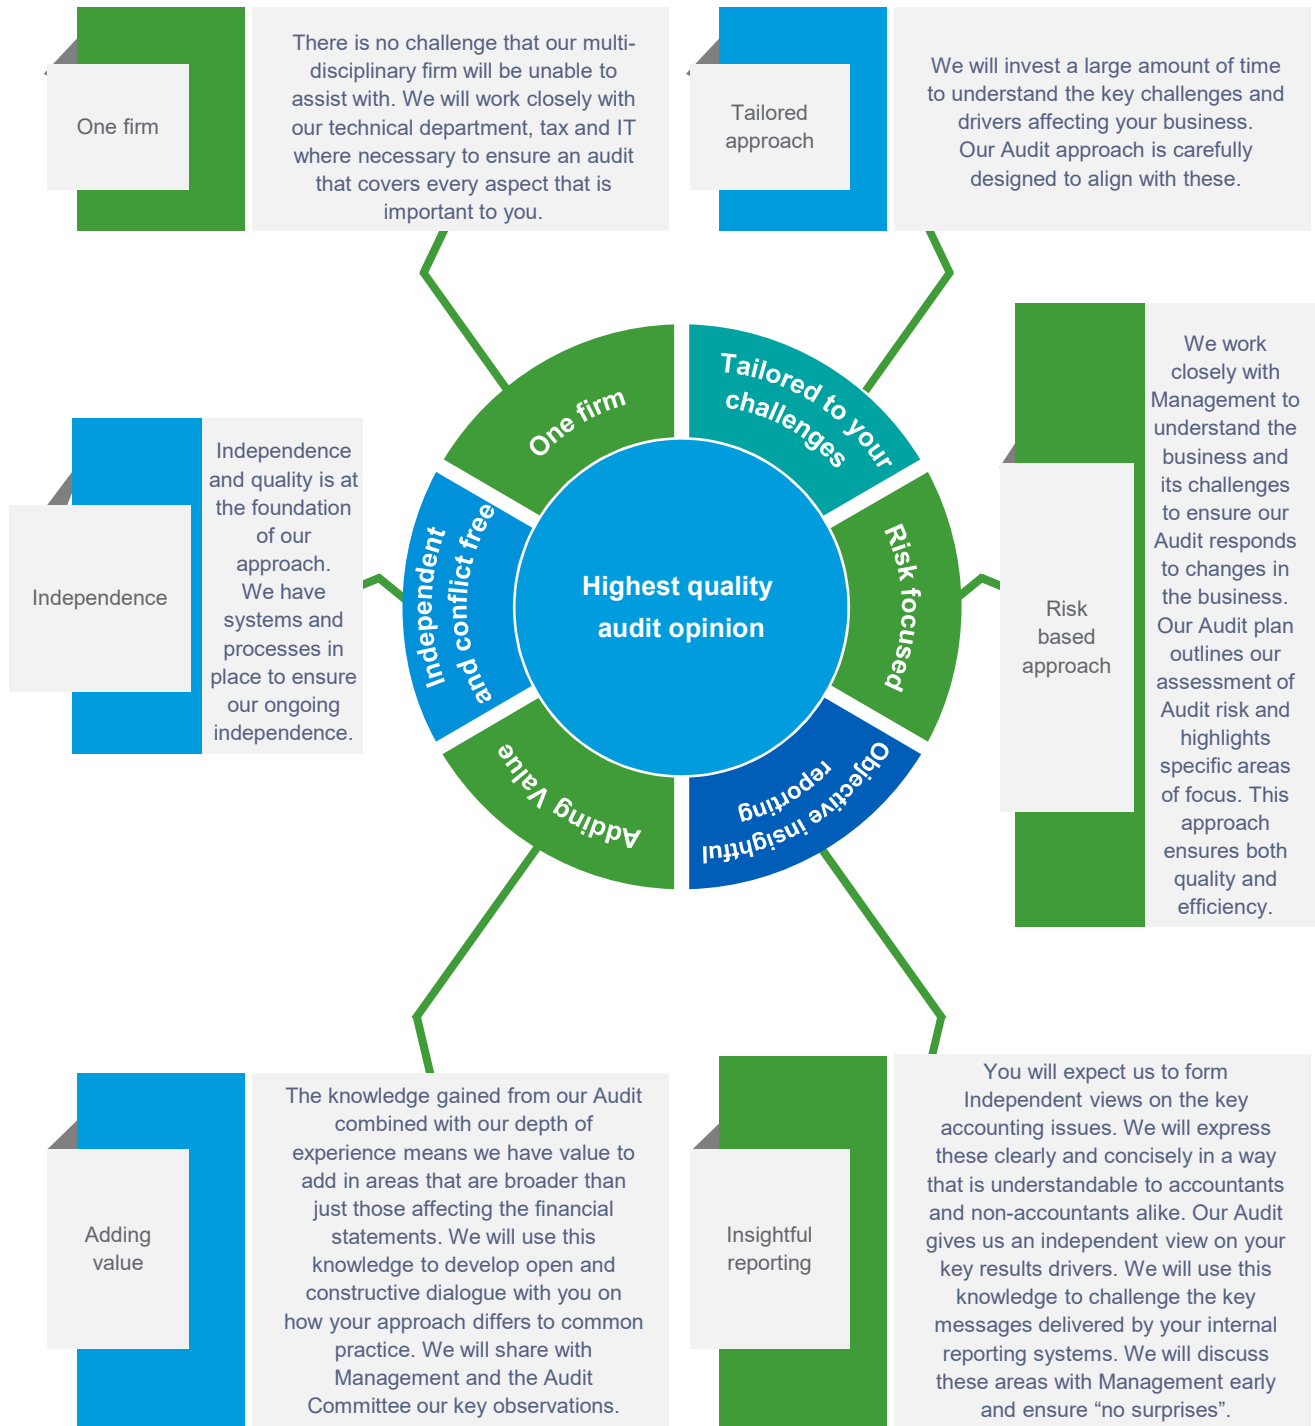 One firm
There is no challenge that our multi-
disciplinary firm will be unable to
assist with. We will work closely with
our technical department, tax and IT
where necessary to ensure an audit
that covers every aspect that is
important to you.
Tailored
approach
We will invest a large amount of time
to understand the key challenges and
drivers affecting your business.
Our Audit approach is carefully
designed to align with these.
One firm
Tailored to your
challenges
Independent
and conflict free
Highest quality
audit opinion
Risk focused
Adding Value
Objective insightful
reporting
Independence
Independence
and quality is at
the foundation
of our
approach.
We have
systems and
processes in
place to ensure
our ongoing
independence.
Risk
based
approach
We work
closely with
Management to
understand the
business and
its challenges
to ensure our
Audit responds
to changes in
the business.
Our Audit plan
outlines our
assessment of
Audit risk and
highlights
specific areas
of focus. This
approach
ensures both
quality and
efficiency.
Adding
value
The knowledge gained from our Audit
combined with our depth of
experience means we have value to
add in areas that are broader than
just those affecting the financial
statements. We will use this
knowledge to develop open and
constructive dialogue with you on
how your approach differs to common
practice. We will share with
Management and the Audit
Committee our key observations.
Insightful
reporting
You will expect us to form
Independent views on the key
accounting issues. We will express
these clearly and concisely in a way
that is understandable to accountants
and non-accountants alike. Our Audit
gives us an independent view on your
key results drivers. We will use this
knowledge to challenge the key
messages delivered by your internal
reporting systems. We will discuss
these areas with Management early
and ensure “no surprises”.